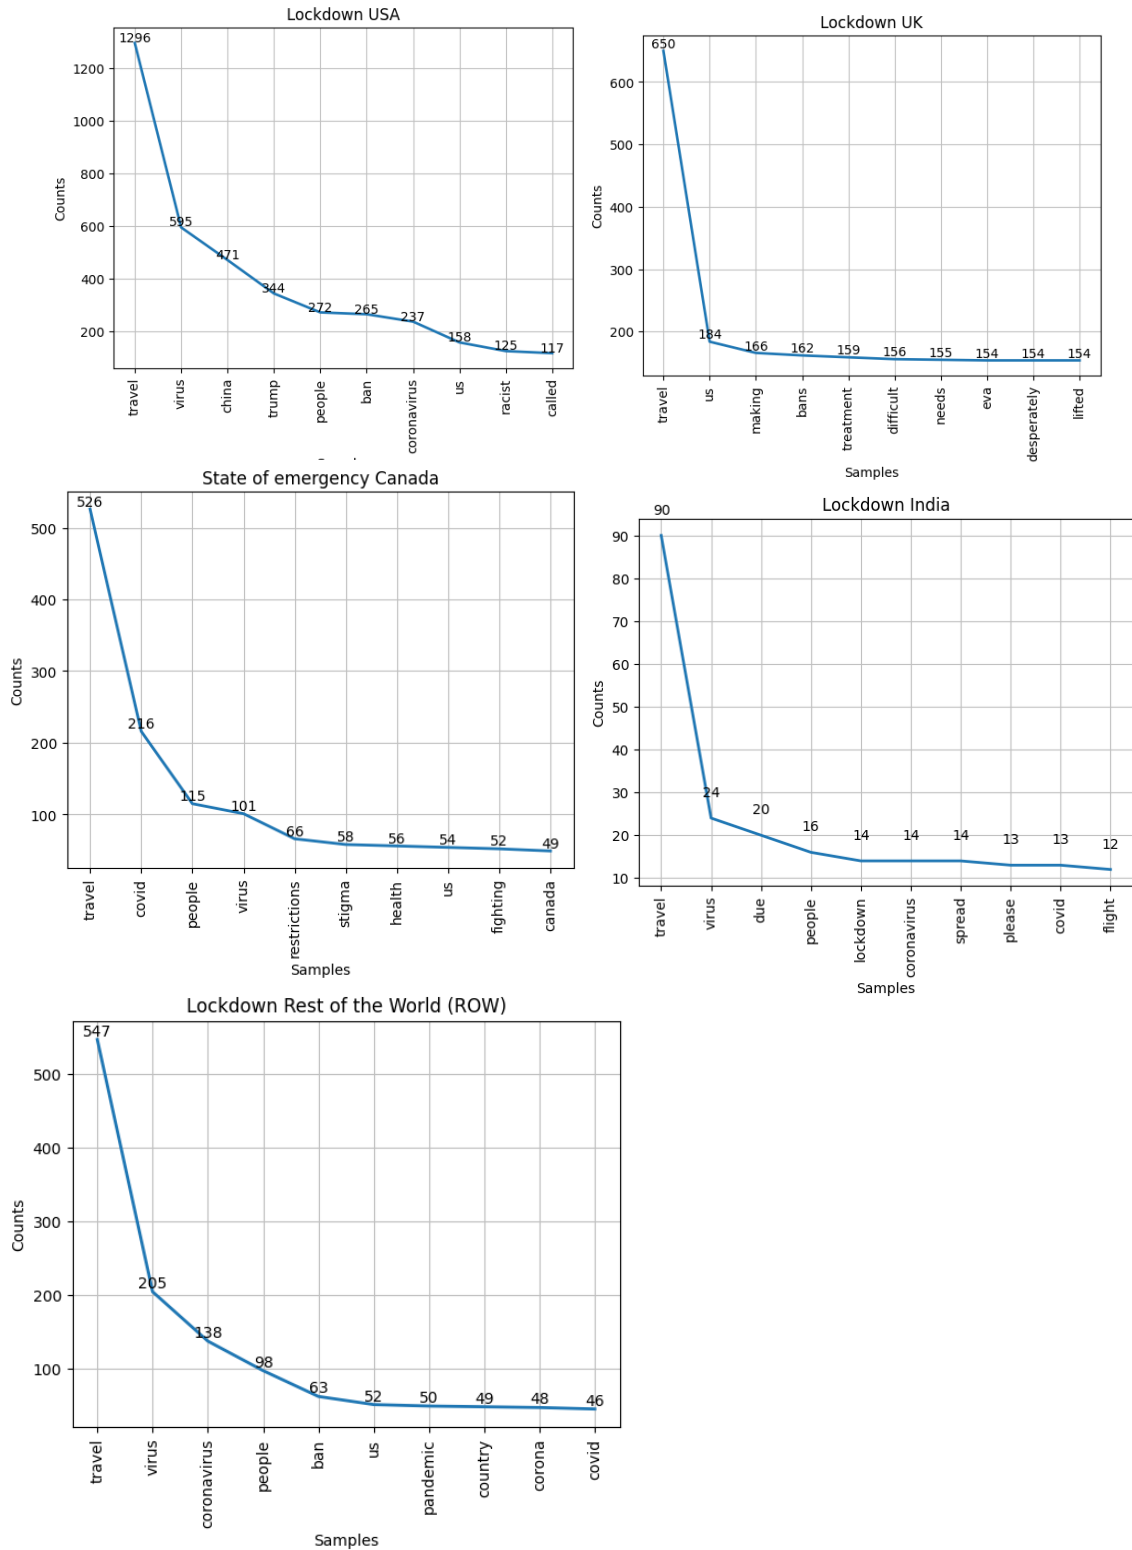 Lockdown USA
1296
595
471
344
272
265
237
158
125
117
1200
1000
800
600
400
200
Counts
travel
virus
china
trump
people
ban
coronavirus
us
racist
called
Lockdown UK
650
184
166
162
159
156
155
154
154
154
600
500
400
300
200
Counts
travel
us
making
bans
treatment
difficult
needs
eva
desperately
lifted
Samples
State of emergency Canada
526
216
115
101
66
58
56
54
52
49
500
400
300
200
100
Counts
travel
covid
people
virus
restrictions
stigma
health
us
fighting
canada
Samples
Lockdown India
90
24
20
16
14
14
14
13
13
12
90
80
70
60
50
40
30
20
10
Counts
travel
virus
due
people
lockdown
coronavirus
spread
please
covid
flight
Samples
Lockdown Rest of the World (ROW)
547
205
138
98
63
52
50
49
48
46
500
400
300
200
100
Counts
travel
virus
coronavirus
people
ban
us
pandemic
country
corona
covid
Samples